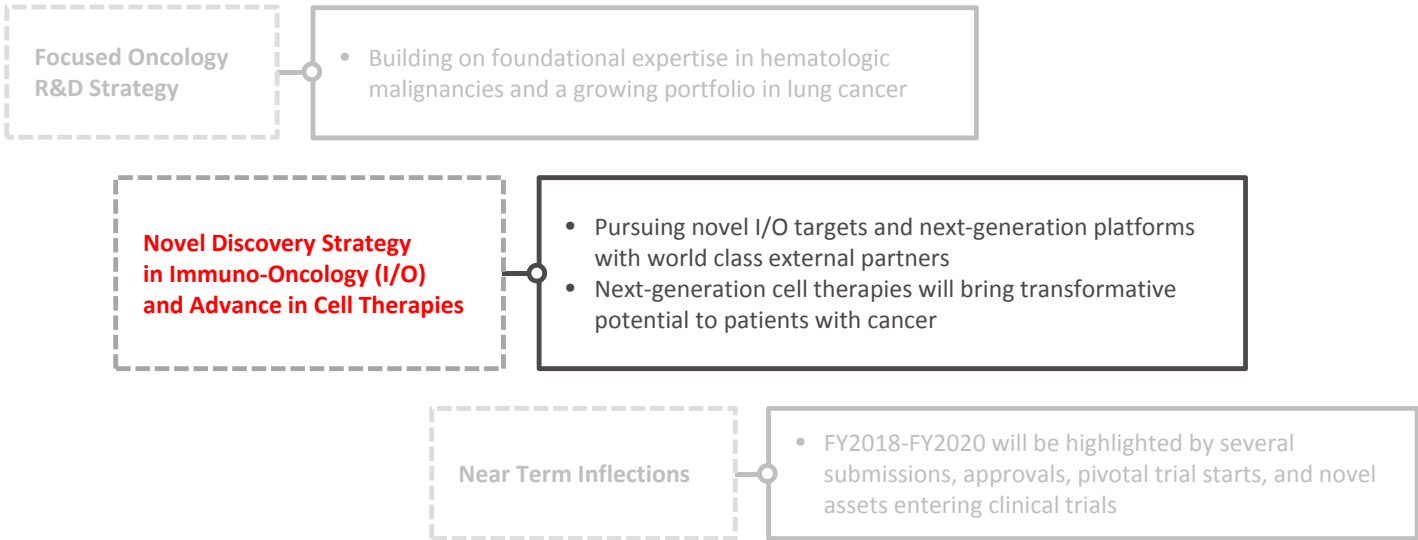 Focused Oncology
R&D Strategy
• Building on foundational expertise in hematologic
malignancies and a growing portfolio in lung cancer
Novel Discovery Strategy
in Immuno-Oncology (I/O)
and Advance in Cell Therapies
• Pursuing novel I/O targets and next-generation platforms
with world class external partners
• Next-generation cell therapies will bring transformative
potential to patients with cancer
Near Term Inflections
• FY2018-FY2020 will be highlighted by several
submissions, approvals, pivotal trial starts, and novel
assets entering clinical trials